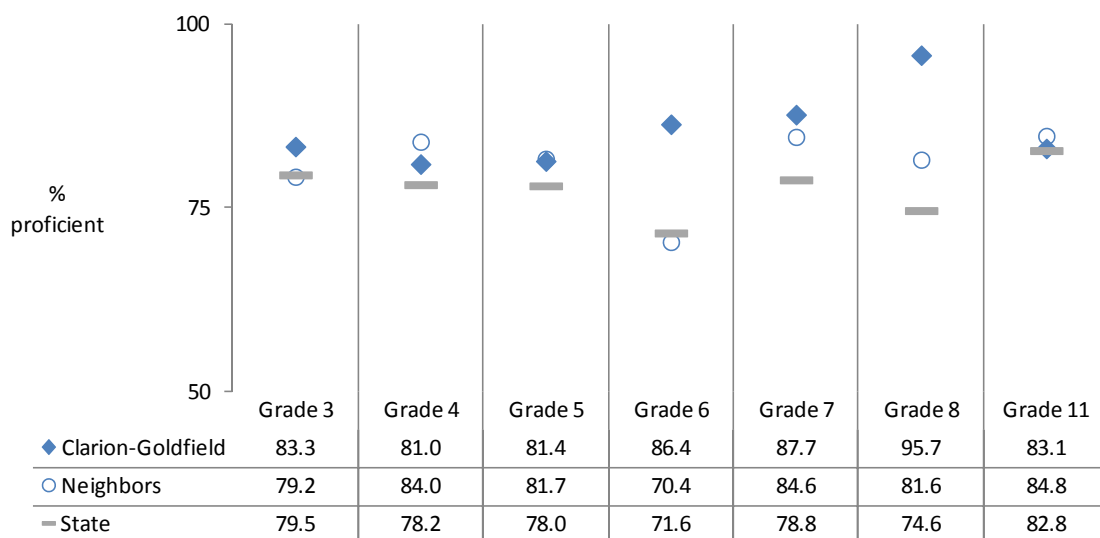 100
75
50
%
proficient
Grade 3 Grade 4 Grade 5 Grade 6 Grade 7 Grade 8 Grade 11
Clarion-Goldfield 83.3 81.0 81.4 86.4 87.7 95.7 83.1
Neighbors 79.2 84.0 81.7 70.4 84.6 81.6 84.8
State 79.5 78.2 78.0 71.6 78.8 74.6 82.8